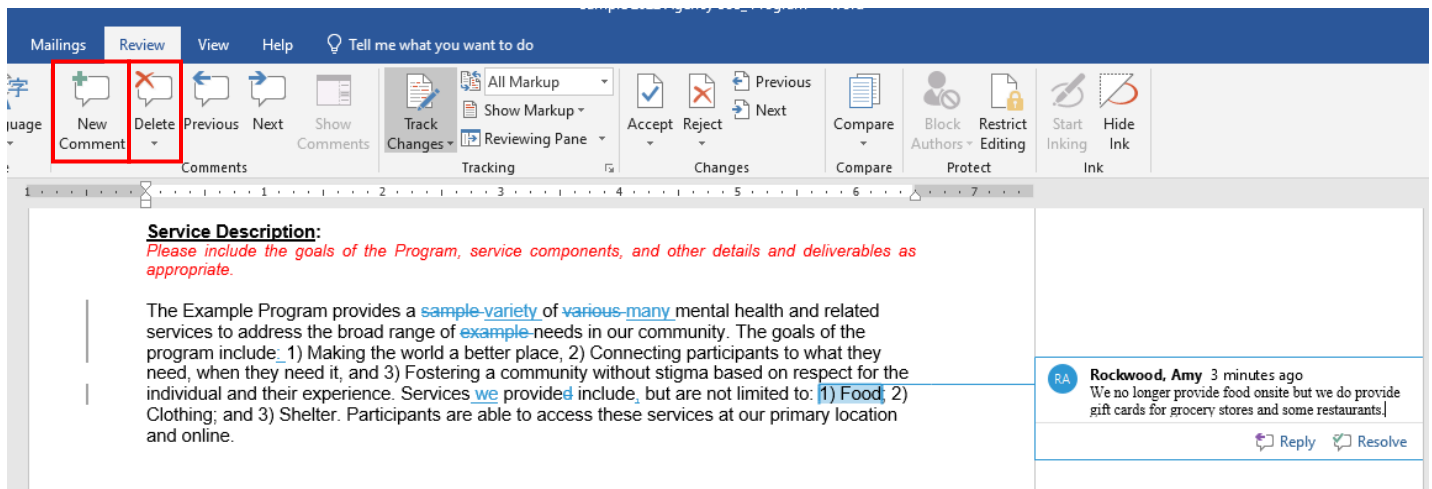 Mailings Review View Help Tell me what you want to do
New Comment
Delete
Previous
Next
Show Comments
Comments
Track Changes
All Markup
Show Markup
Reviewing Pane
Tracking
Accept
Reject
Previous
Next
Changes
Compare
Compare
Block Authors
Restrict Editing
Protect
Start Inking
Hide Ink
Ink
1 1 2 3 4 5 6 7
Service Description:
Please include the goals of the Program, service components, and other details and deliverables as
appropriate.
The Example Program provides a sample variety of various many mental health and related
services to address the broad range of example needs in our community. The goals of the
program include: 1) Making the world a better place, 2) Connecting participants to what they
need, when they need it, and 3) Fostering a community without stigma based on respect for the
individual and their experience. Services we provided include, but are not limited to: 1) Food; 2)
Clothing; and 3) Shelter. Participants are able to access these services at our primary location
and online.
RA Rockwood, Amy 3 minutes ago
We no longer provide food onsite but we do provide
gift cards for grocery stores and some restaurants.
Reply Resolve